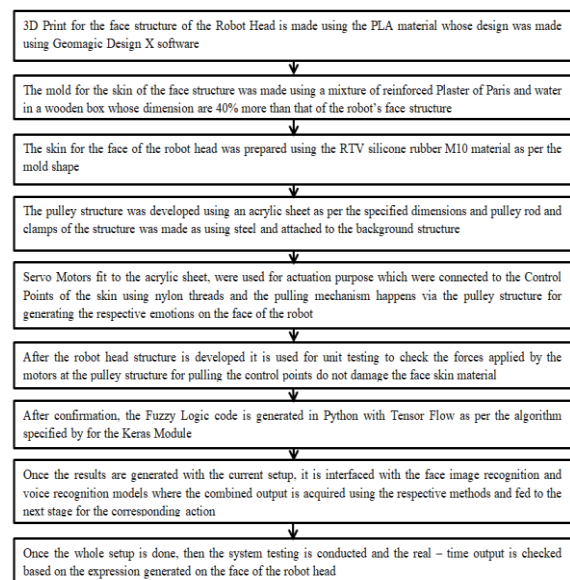 3D Print for the face structure of the Robot Head is made using the PLA material whose design was made
using Geomagic Design X software
The mold for the skin of the face structure was made using a mixture of reinforced Plaster of Paris and water
in a wooden box whose dimension are 40% more than that of the robot's face structure
The skin for the face of the robot head was prepared using the RTV silicone rubber M10 material as per the
mold shape
The pulley structure was developed using an acrylic sheet as per the specified dimensions and pulley rod and
clamps of the structure was made as using steel and attached to the background structure
Servo Motors fit to the acrylic sheet, were used for actuation purpose which were connected to the Control
Points of the skin using nylon threads and the pulling mechanism happens via the pulley structure for
generating the respective emotions on the face of the robot
After the robot head structure is developed it is used for unit testing to check the forces applied by the
motors at the pulley structure for pulling the control points do not damage the face skin material
After confirmation, the Fuzzy Logic code is generated in Python with Tensor Flow as per the algorithm
specified by for the Keras Module
Once the results are generated with the current setup, it is interfaced with the face image recognition and
voice recognition models where the combined output is acquired using the respective methods and fed to the
next stage for the corresponding action
Once the whole setup is done, then the system testing is conducted and the real – time output is checked
based on the expression generated on the face of the robot head